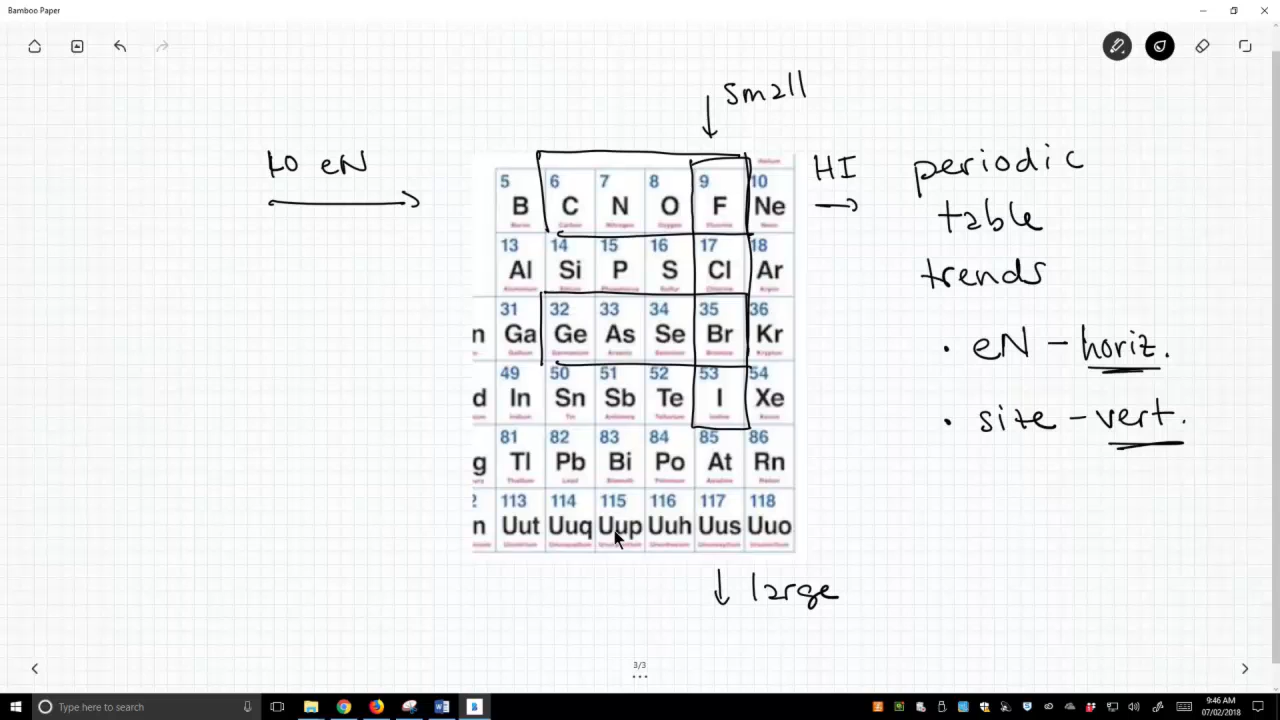 Bamboo Paper
small
LO eN
HI
periodic
table
trends
• eN - horiz.
• size - vert.
5 6 7 8 9 10
B C N O F Ne
13 14 15 16 17 18
Al Si P S Cl Ar
31 32 33 34 35 36
n Ga Ge As Se Br Kr
49 50 51 52 53 54
d In Sn Sb Te I Xe
81 82 83 84 85 86
g Tl Pb Bi Po At Rn
113 114 115 116 117 118
n Uut Uuq Uup Uuh Uus Uuo
large
3/3
Type here to search
9:46 AM
07/02/2018